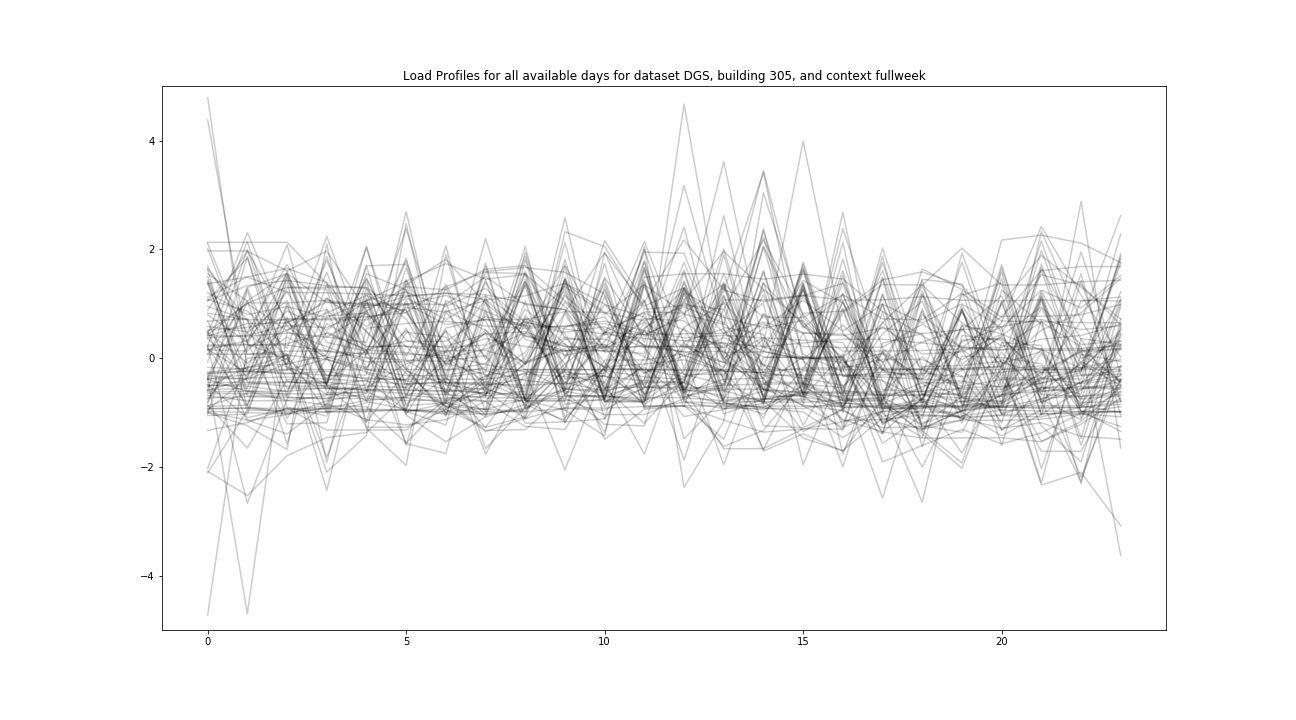 Load Profiles for all available days for dataset DGS, building 305, and context fullweek
4
2
0
−2
−4
0 5 10 15 20